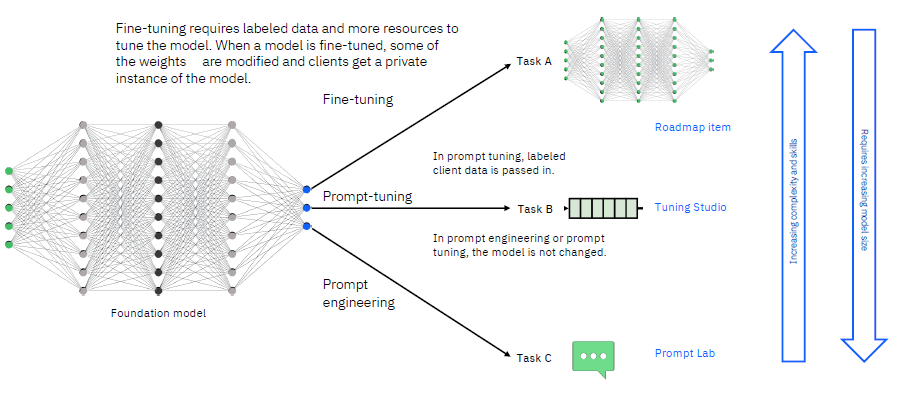 Fine-tuning requires labeled data and more resources to
tune the model. When a model is fine-tuned, some of
the weights are modified and clients get a private
instance of the model.
Fine-tuning
Task A
Roadmap item
In prompt tuning, labeled
client data is passed in.
Prompt-tuning
Task B
Tuning Studio
In prompt engineering or prompt
tuning, the model is not changed.
Prompt
engineering
Foundation model
Task C
Prompt Lab
Increasing complexity and skills
Requires increasing model size